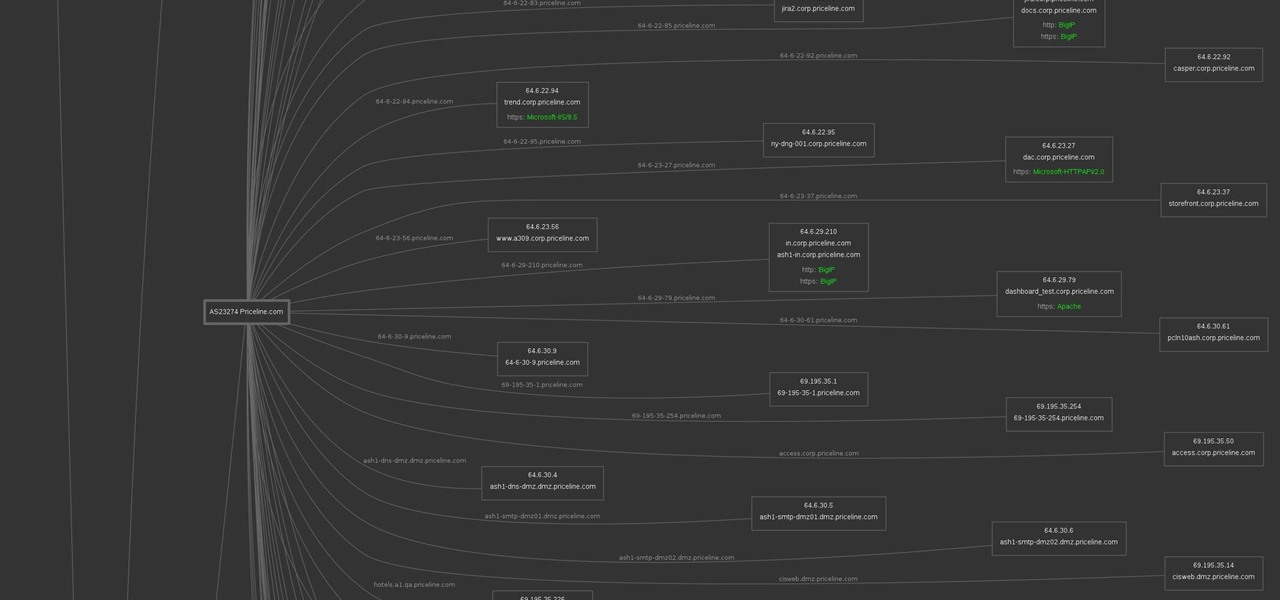 64-6-22-83.priceline.com
jira2.corp.priceline.com
docs.corp.priceline.com
http: BigIP
https: BigIP
64-6-22-85.priceline.com
64-6-22-92.priceline.com
64.6.22.92
casper.corp.priceline.com
64-6-22-94.priceline.com
64.6.22.94
trend.corp.priceline.com
https: Microsoft-IIS/8.5
64-6-22-95.priceline.com
64.6.22.95
ny-dng-001.corp.priceline.com
64-6-23-27.priceline.com
64.6.23.27
dac.corp.priceline.com
https: Microsoft-HTTPAPI/2.0
64-6-23-37.priceline.com
64.6.23.37
storefront.corp.priceline.com
64-6-23-56.priceline.com
64.6.23.56
www.a309.corp.priceline.com
64-6-29-210.priceline.com
64.6.29.210
in.corp.priceline.com
ash1-in.corp.priceline.com
http: BigIP
https: BigIP
64-6-29-79.priceline.com
64.6.29.79
dashboard_test.corp.priceline.com
https: Apache
AS23274 Priceline.com
64-6-30-61.priceline.com
64.6.30.61
pcln10ash.corp.priceline.com
64-6-30-9.priceline.com
64.6.30.9
64-6-30-9.priceline.com
69-195-35-1.priceline.com
69.195.35.1
69-195-35-1.priceline.com
69-195-35-254.priceline.com
69.195.35.254
69-195-35-254.priceline.com
access.corp.priceline.com
69.195.35.50
access.corp.priceline.com
ash1-dns-dmz.dmz.priceline.com
64.6.30.4
ash1-dns-dmz.dmz.priceline.com
ash1-smtp-dmz01.dmz.priceline.com
64.6.30.5
ash1-smtp-dmz01.dmz.priceline.com
ash1-smtp-dmz02.dmz.priceline.com
64.6.30.6
ash1-smtp-dmz02.dmz.priceline.com
cisweb.dmz.priceline.com
69.195.35.14
cisweb.dmz.priceline.com
hotels.a1.qa.priceline.com
69.195.35.226